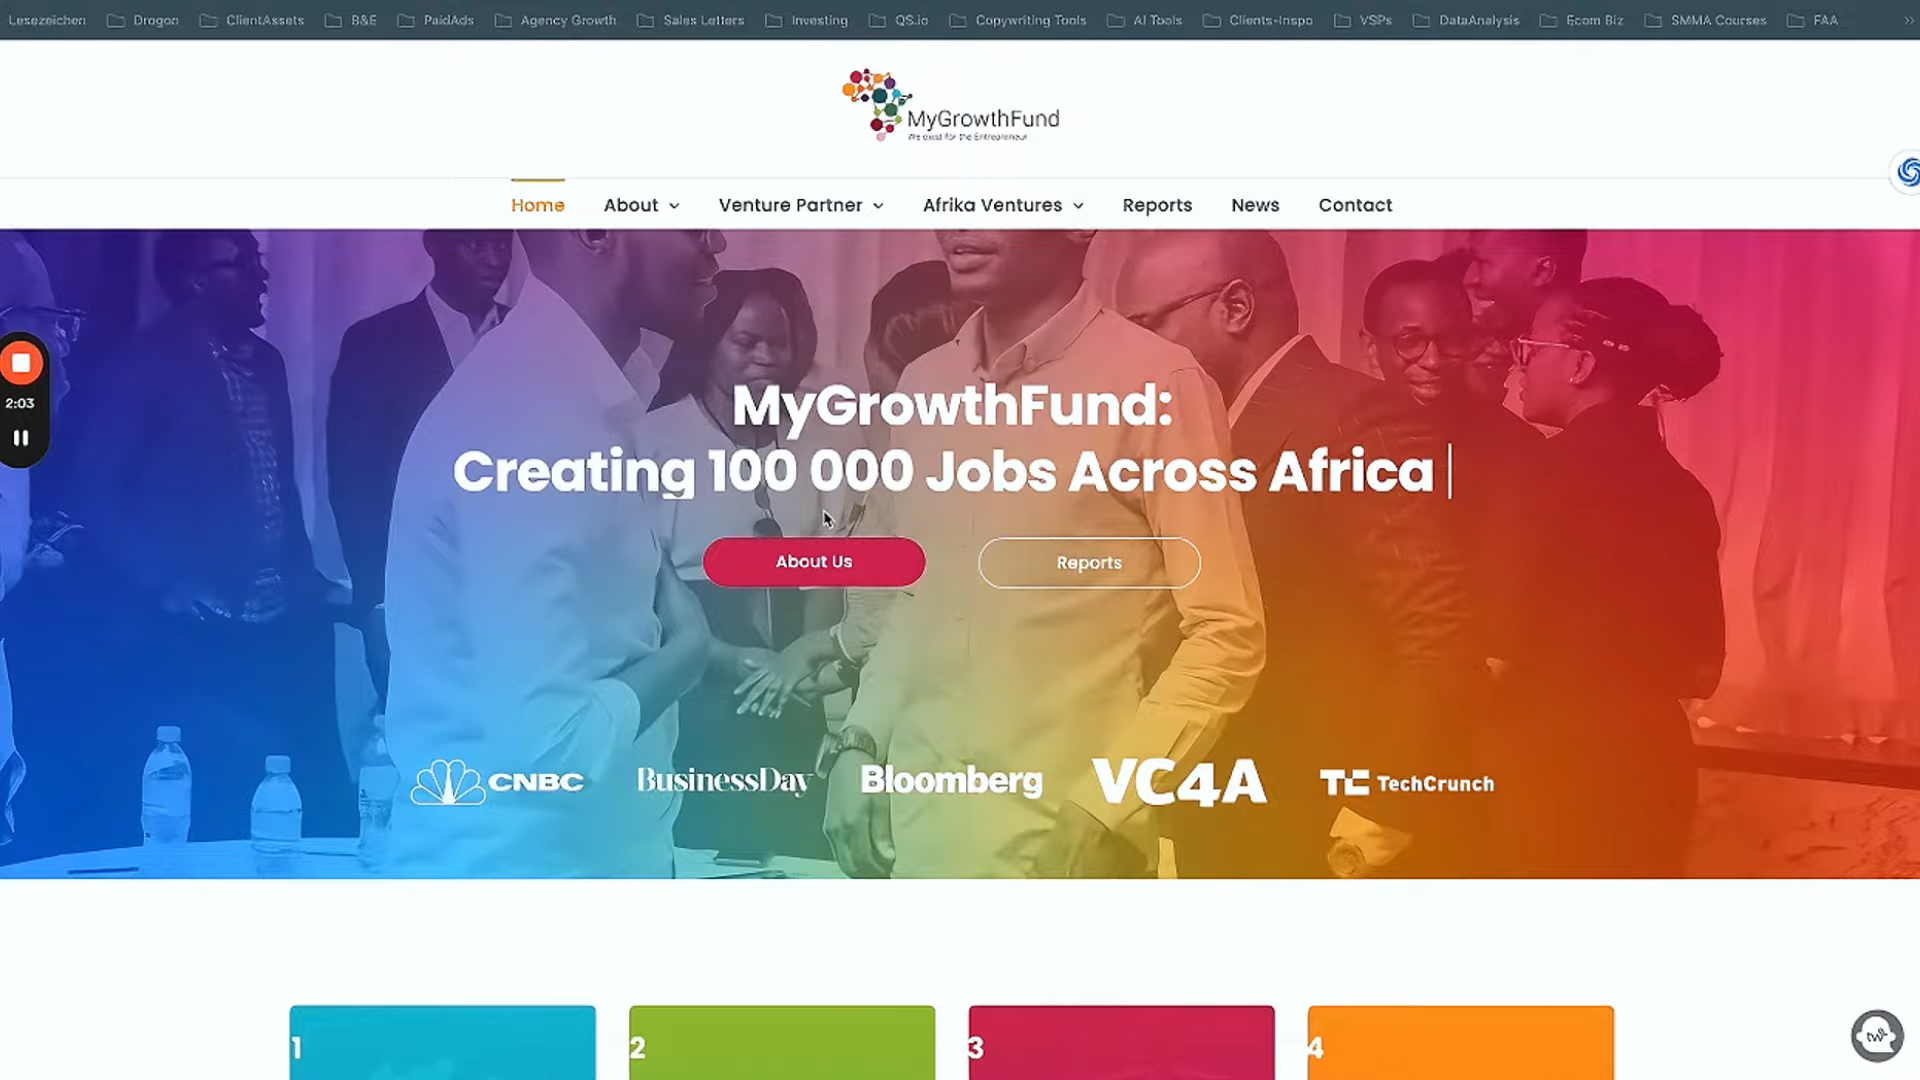 Lesezeichen Drogon ClientAssets B&E PaidAds Agency Growth Sales Letters Investing QS.io Copywriting Tools AI Tools Clients-Inspo VSPs DataAnalysis Ecom Biz SMMA Courses FAA »
MyGrowthFund
We exist for the Entrepreneur
Home About Venture Partner Afrika Ventures Reports News Contact
2:03
MyGrowthFund:
Creating 100 000 Jobs Across Africa
About Us Reports
CNBC BusinessDay Bloomberg VC4A TC TechCrunch
1 2 3 4